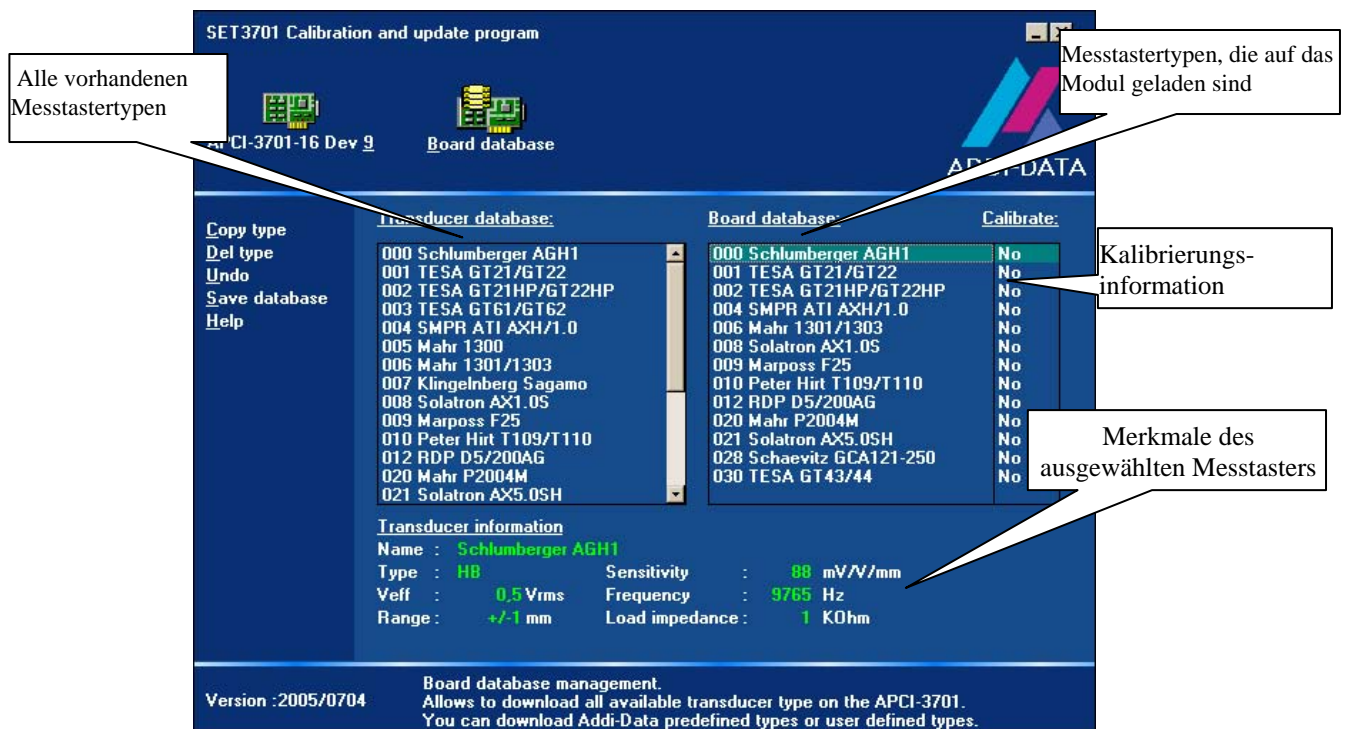 SET3701 Calibration and update program
Alle vorhandenen
Messtastertypen
Messtastertypen, die auf das
Modul geladen sind
APCI-3701-16 Dev 9
Board database
ADDI-DATA
Copy type
Del type
Undo
Save database
Help
Transducer database:
000 Schlumberger AGH1
001 TESA GT21/GT22
002 TESA GT21HP/GT22HP
003 TESA GT61/GT62
004 SMPR ATI AXH/1.0
005 Mahr 1300
006 Mahr 1301/1303
007 Klingelnberg Sagamo
008 Solatron AX1.0S
009 Marposs F25
010 Peter Hirt T109/T110
012 RDP D5/200AG
020 Mahr P2004M
021 Solatron AX5.0SH
Board database: Calibrate:
000 Schlumberger AGH1 No
001 TESA GT21/GT22 No
002 TESA GT21HP/GT22HP No
004 SMPR ATI AXH/1.0 No
006 Mahr 1301/1303 No
008 Solatron AX1.0S No
009 Marposs F25 No
010 Peter Hirt T109/T110 No
012 RDP D5/200AG No
020 Mahr P2004M No
021 Solatron AX5.0SH No
028 Schaevitz GCA121-250 No
030 TESA GT43/44 No
Kalibrierungs-
information
Merkmale des
ausgewählten Messtasters
Transducer information
Name : Schlumberger AGH1
Type : HB Sensitivity : 88 mV/V/mm
Veff : 0,5 Vrms Frequency : 9765 Hz
Range : +/-1 mm Load impedance : 1 KOhm
Version :2005/0704
Board database management.
Allows to download all available transducer type on the APCI-3701.
You can download Addi-Data predefined types or user defined types.